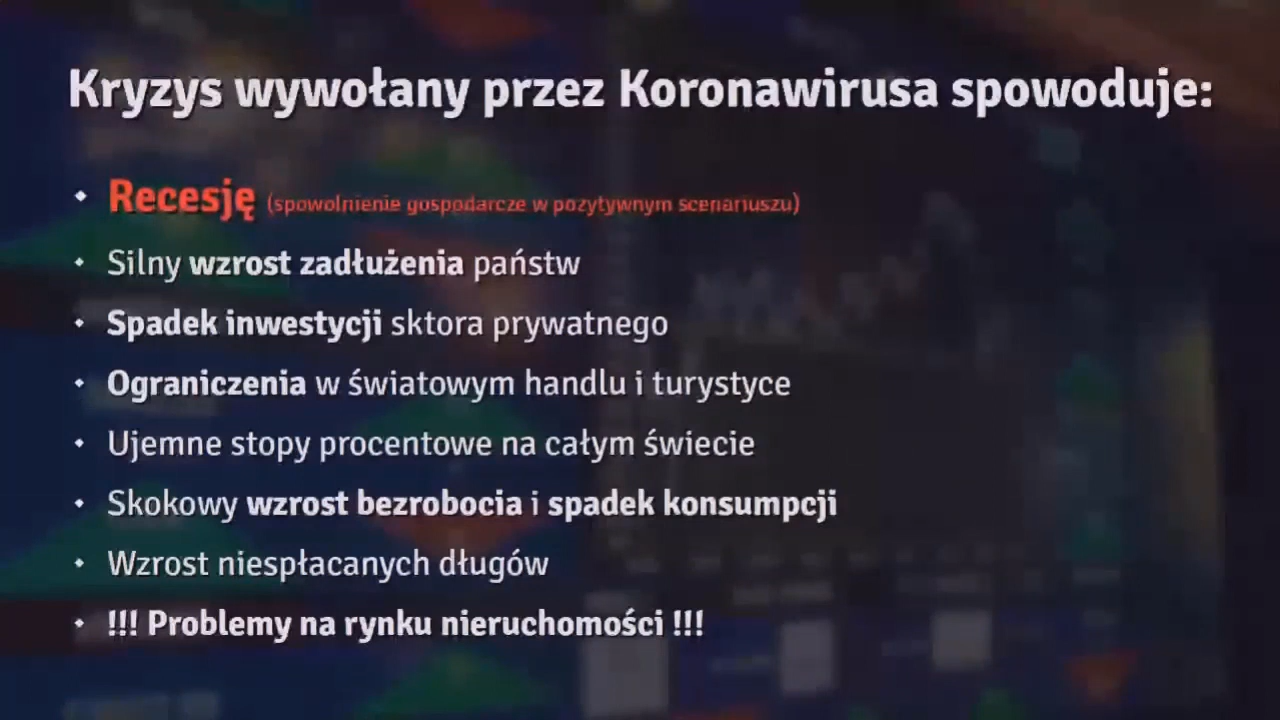 Kryzys wywołany przez Koronawirusa spowoduje:
• Recesję (spowolnienie gospodarcze w pozytywnym scenariuszu)
• Silny wzrost zadłużenia państw
• Spadek inwestycji sktora prywatnego
• Ograniczenia w światowym handlu i turystyce
• Ujemne stopy procentowe na całym świecie
• Skokowy wzrost bezrobocia i spadek konsumpcji
• Wzrost niespłacanych długów
• !!! Problemy na rynku nieruchomości !!!